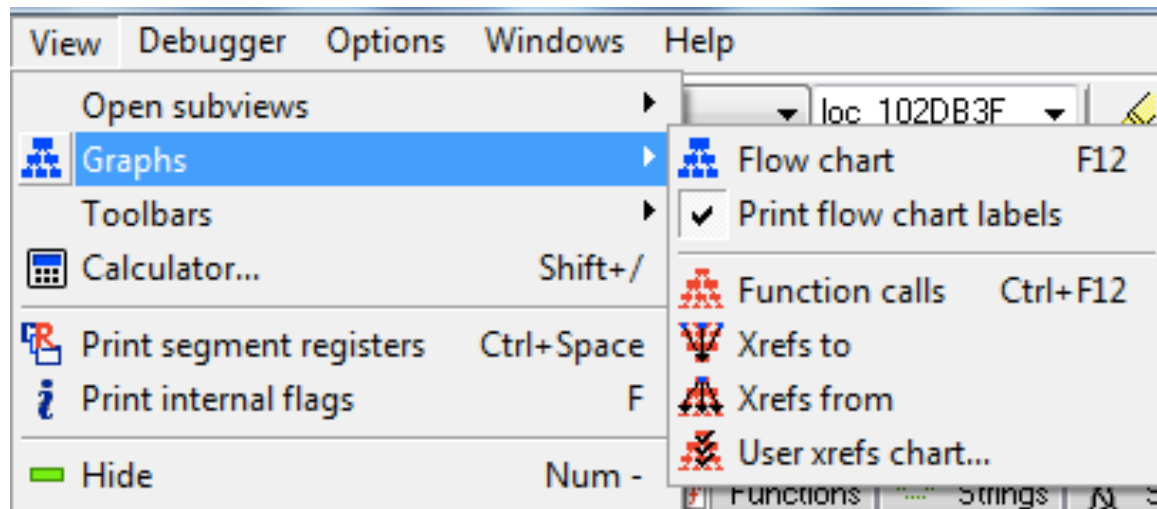 View Debugger Options Windows Help
Open subviews
Graphs
Toolbars
Calculator... Shift+/
Print segment registers Ctrl+Space
Print internal flags F
Hide Num -
loc_102DB3F
Flow chart F12
Print flow chart labels
Function calls Ctrl+F12
Xrefs to
Xrefs from
User xrefs chart...
Functions Strings